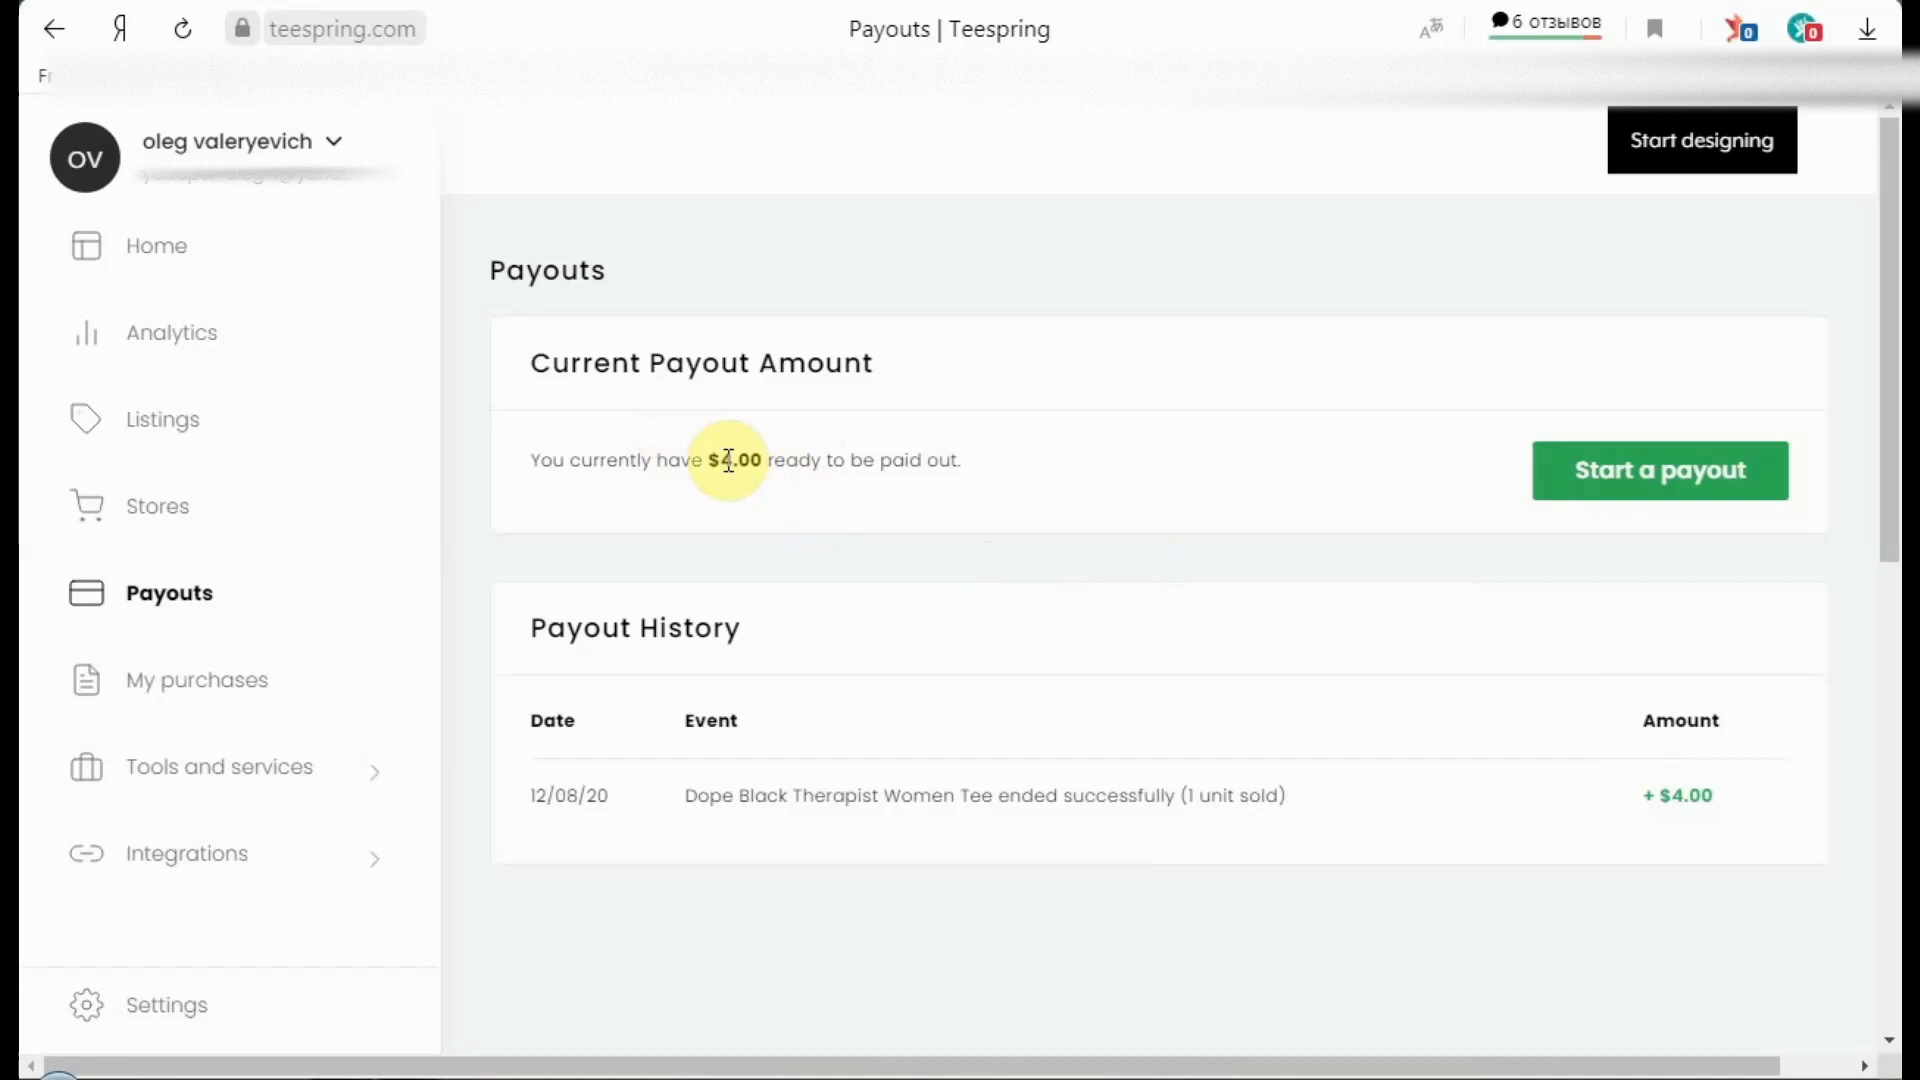 Я
teespring.com
Payouts | Teespring
6 отзывов
0
0
Fr
OV
oleg valeryevich
Start designing
Home
Analytics
Listings
Stores
Payouts
My purchases
Tools and services
Integrations
Settings
Payouts
Current Payout Amount
You currently have $4.00 ready to be paid out.
Start a payout
Payout History
Date Event Amount
12/08/20 Dope Black Therapist Women Tee ended successfully (1 unit sold) + $4.00